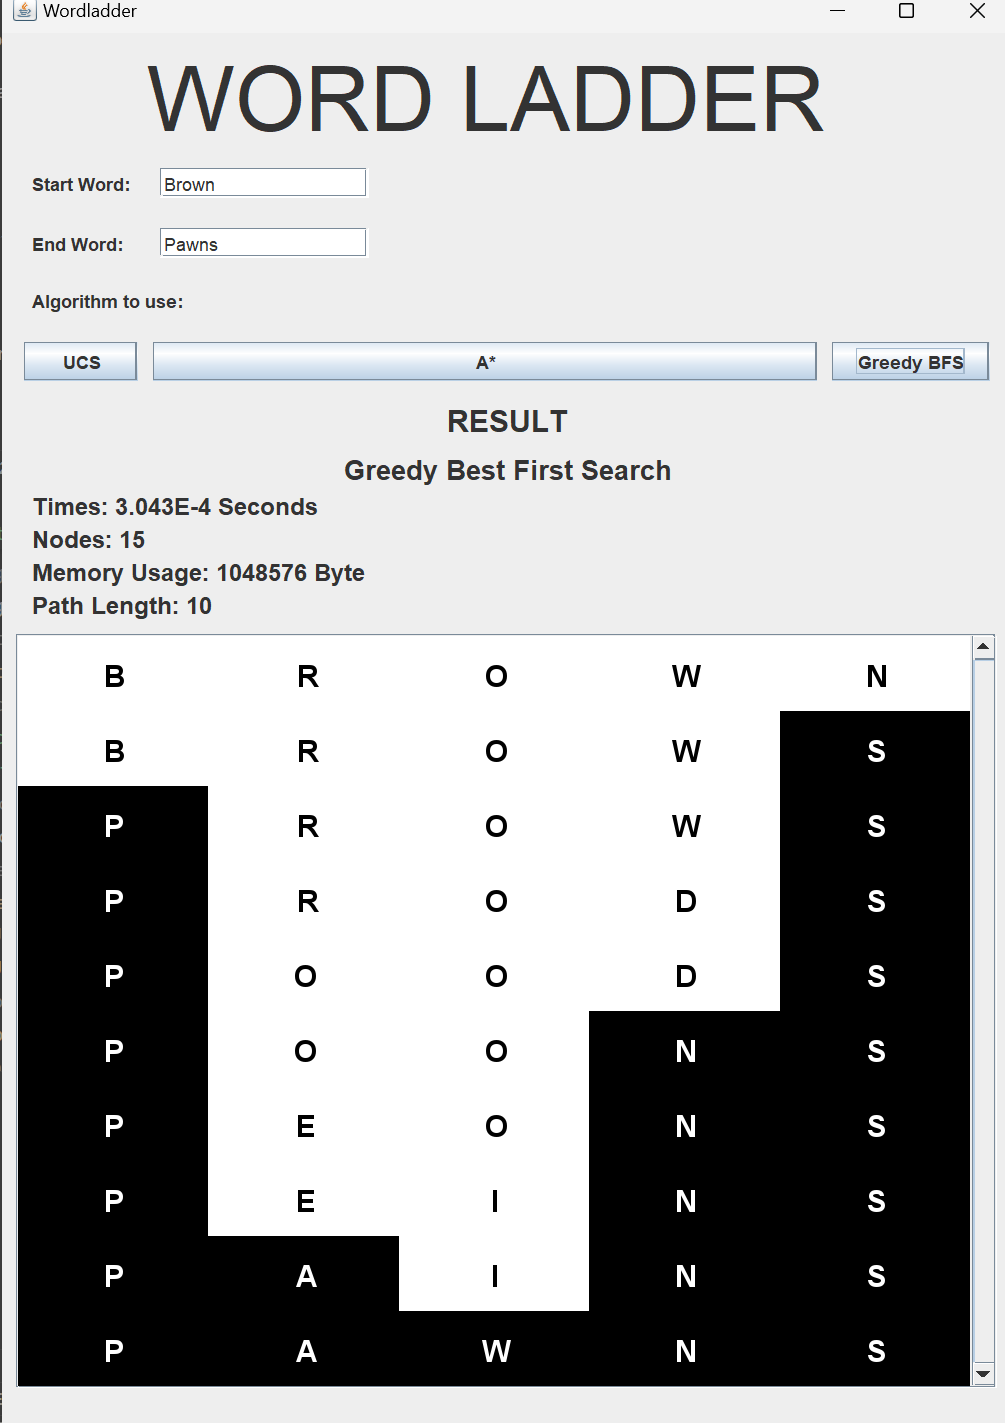 Wordladder
WORD LADDER
Start Word: Brown
End Word: Pawns
Algorithm to use:
UCS A* Greedy BFS
RESULT
Greedy Best First Search
Times: 3.043E-4 Seconds
Nodes: 15
Memory Usage: 1048576 Byte
Path Length: 10
B R O W N
B R O W S
P R O W S
P R O D S
P O O D S
P O O N S
P E O N S
P E I N S
P A I N S
P A W N S